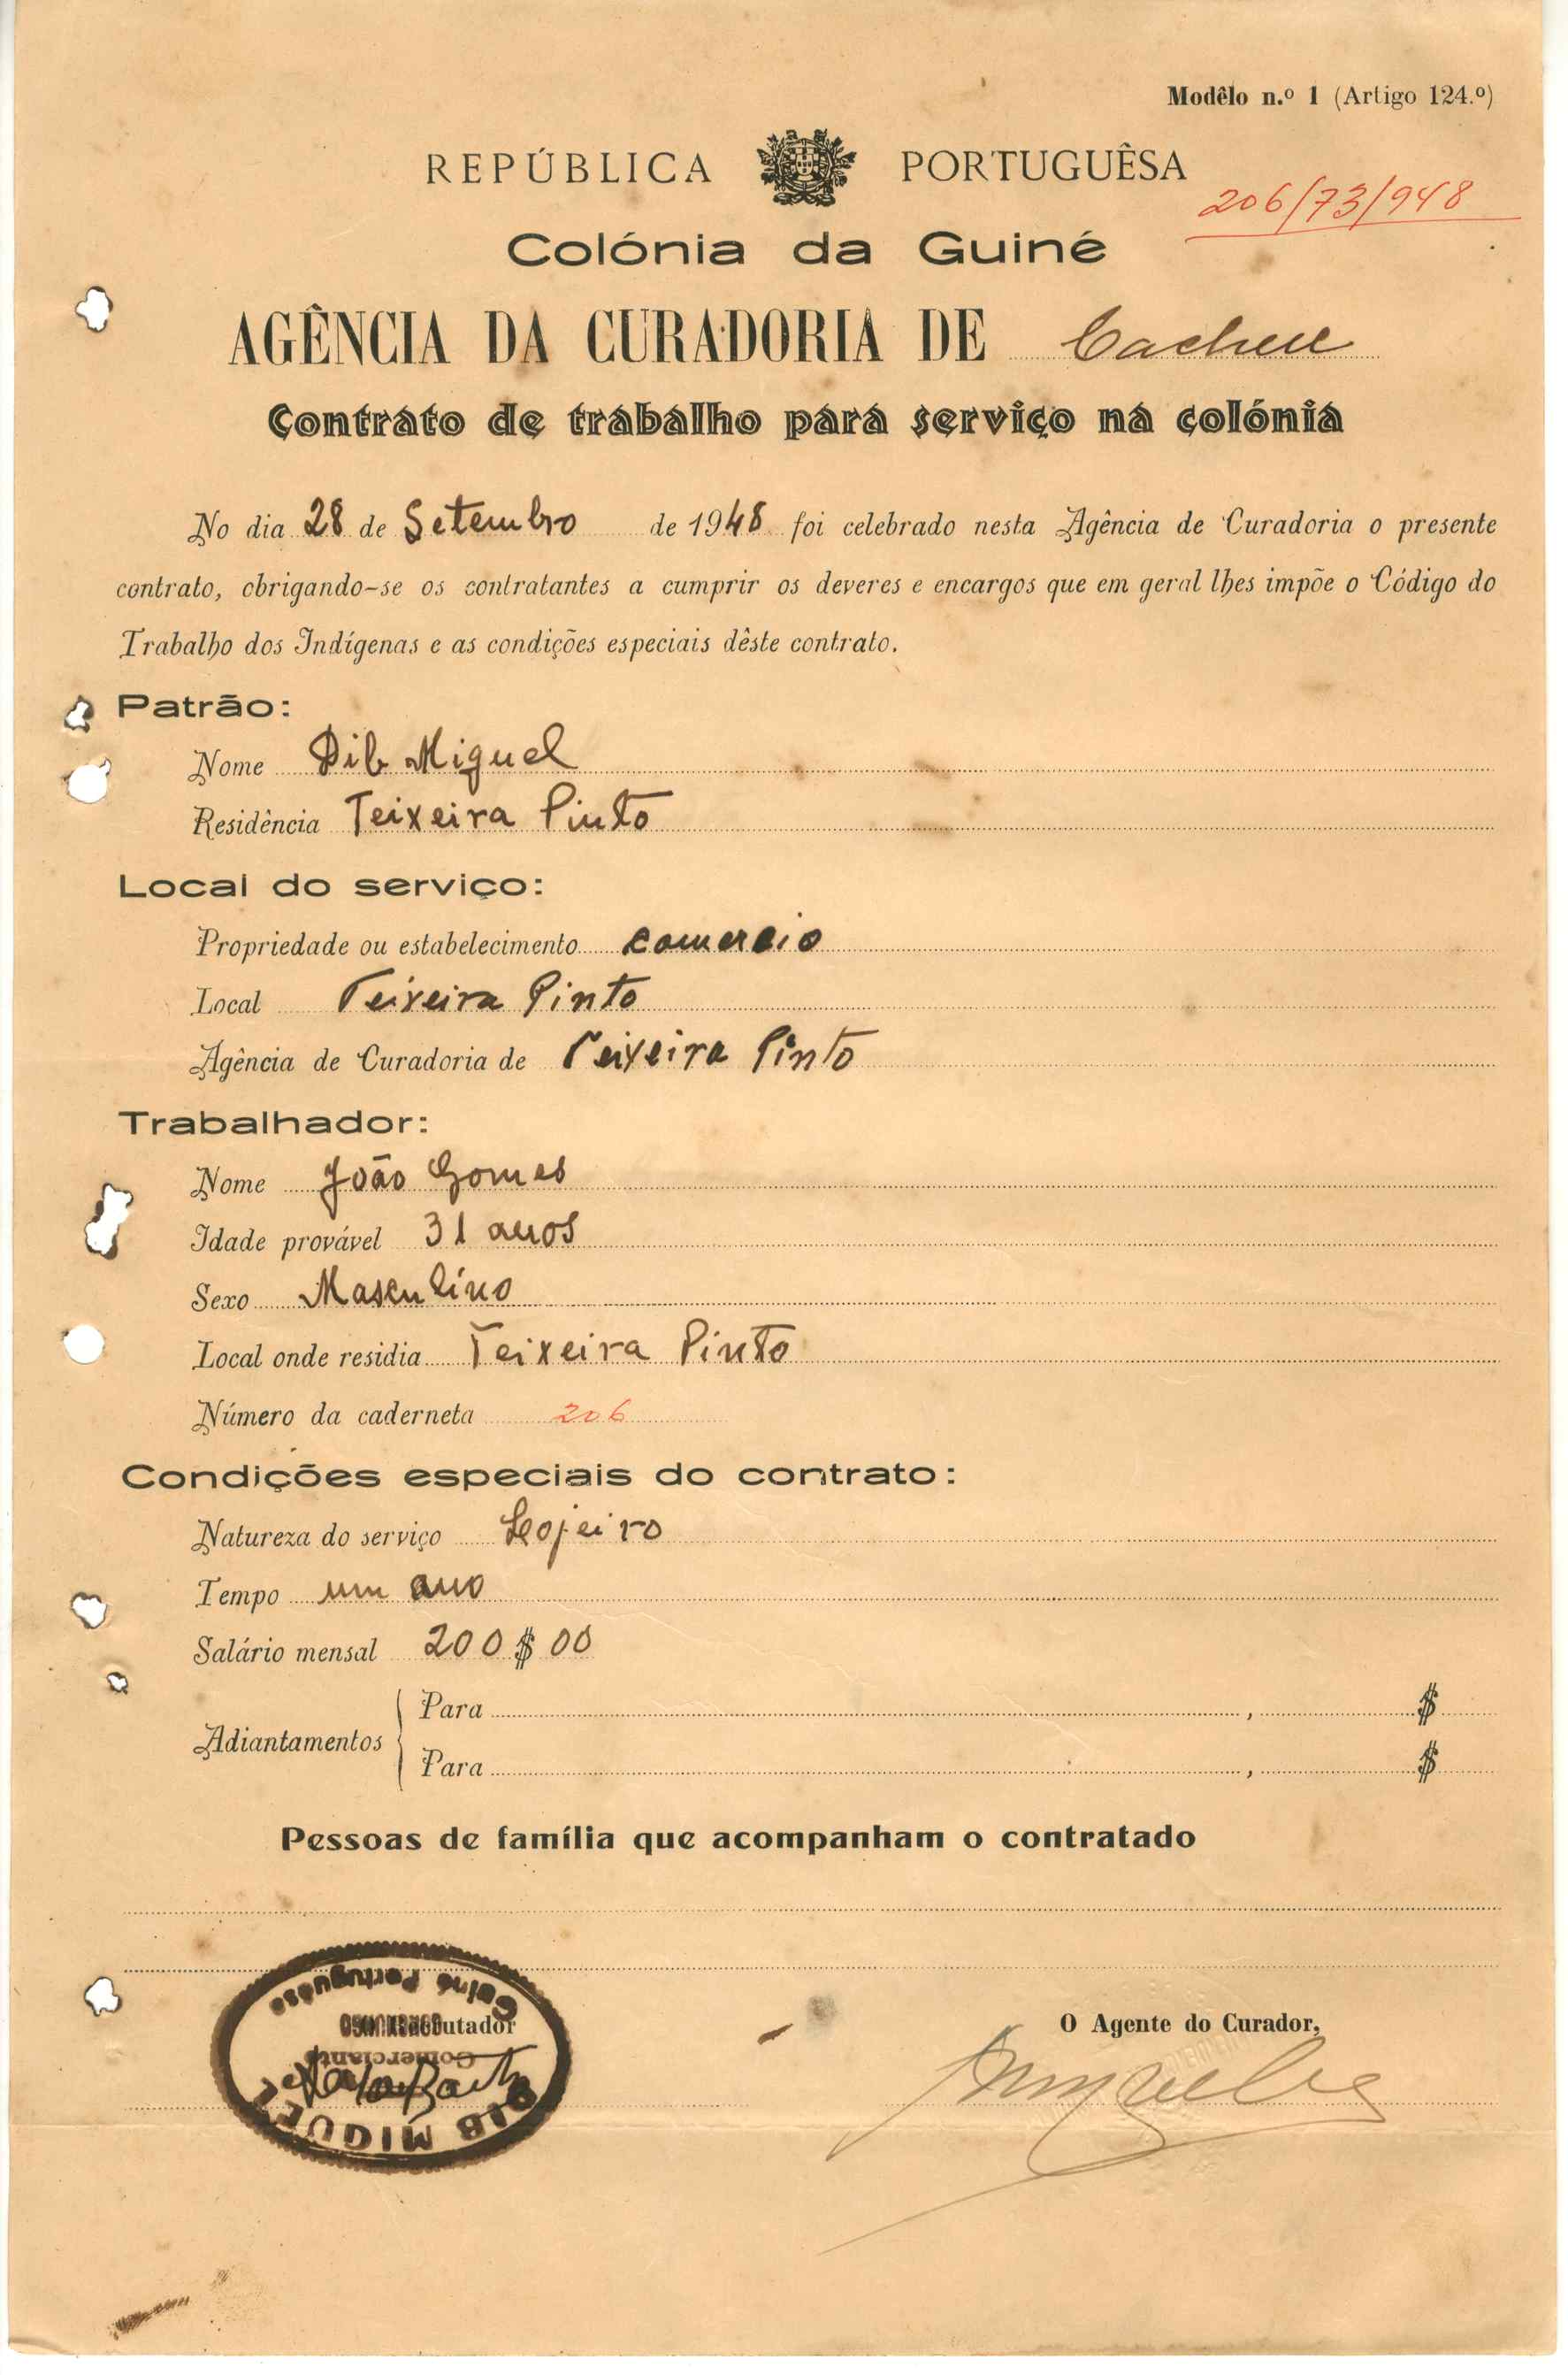 Modêlo n.º 1 (Artigo 124.º)
REPÚBLICA PORTUGUÊSA
206/73/948
Colónia da Guiné
AGÊNCIA DA CURADORIA DE Cacheu
Contrato de trabalho para serviço na colónia
No dia 28 de Setembro de 1948 foi celebrado nesta Agência de Curadoria o presente
contrato, obrigando-se os contratantes a cumprir os deveres e encargos que em geral lhes impõe o Código do
Trabalho dos Indígenas e as condições especiais dêste contrato.
Patrão:
Nome Dib Miguel
Residência Teixeira Pinto
Local do serviço:
Propriedade ou estabelecimento comercio
Local Teixeira Pinto
Agência de Curadoria de Teixeira Pinto
Trabalhador:
Nome João Gomes
Idade provável 31 anos
Sexo Masculino
Local onde residia Teixeira Pinto
Número da caderneta 206
Condições especiais do contrato:
Natureza do serviço Lojeiro
Tempo um ano
Salário mensal 200$00
Adiantamentos
Para , $
Para , $
Pessoas de família que acompanham o contratado
Guiné Portuguêsa
Comerciante
DIB MIGUEL
O Agente do Curador,